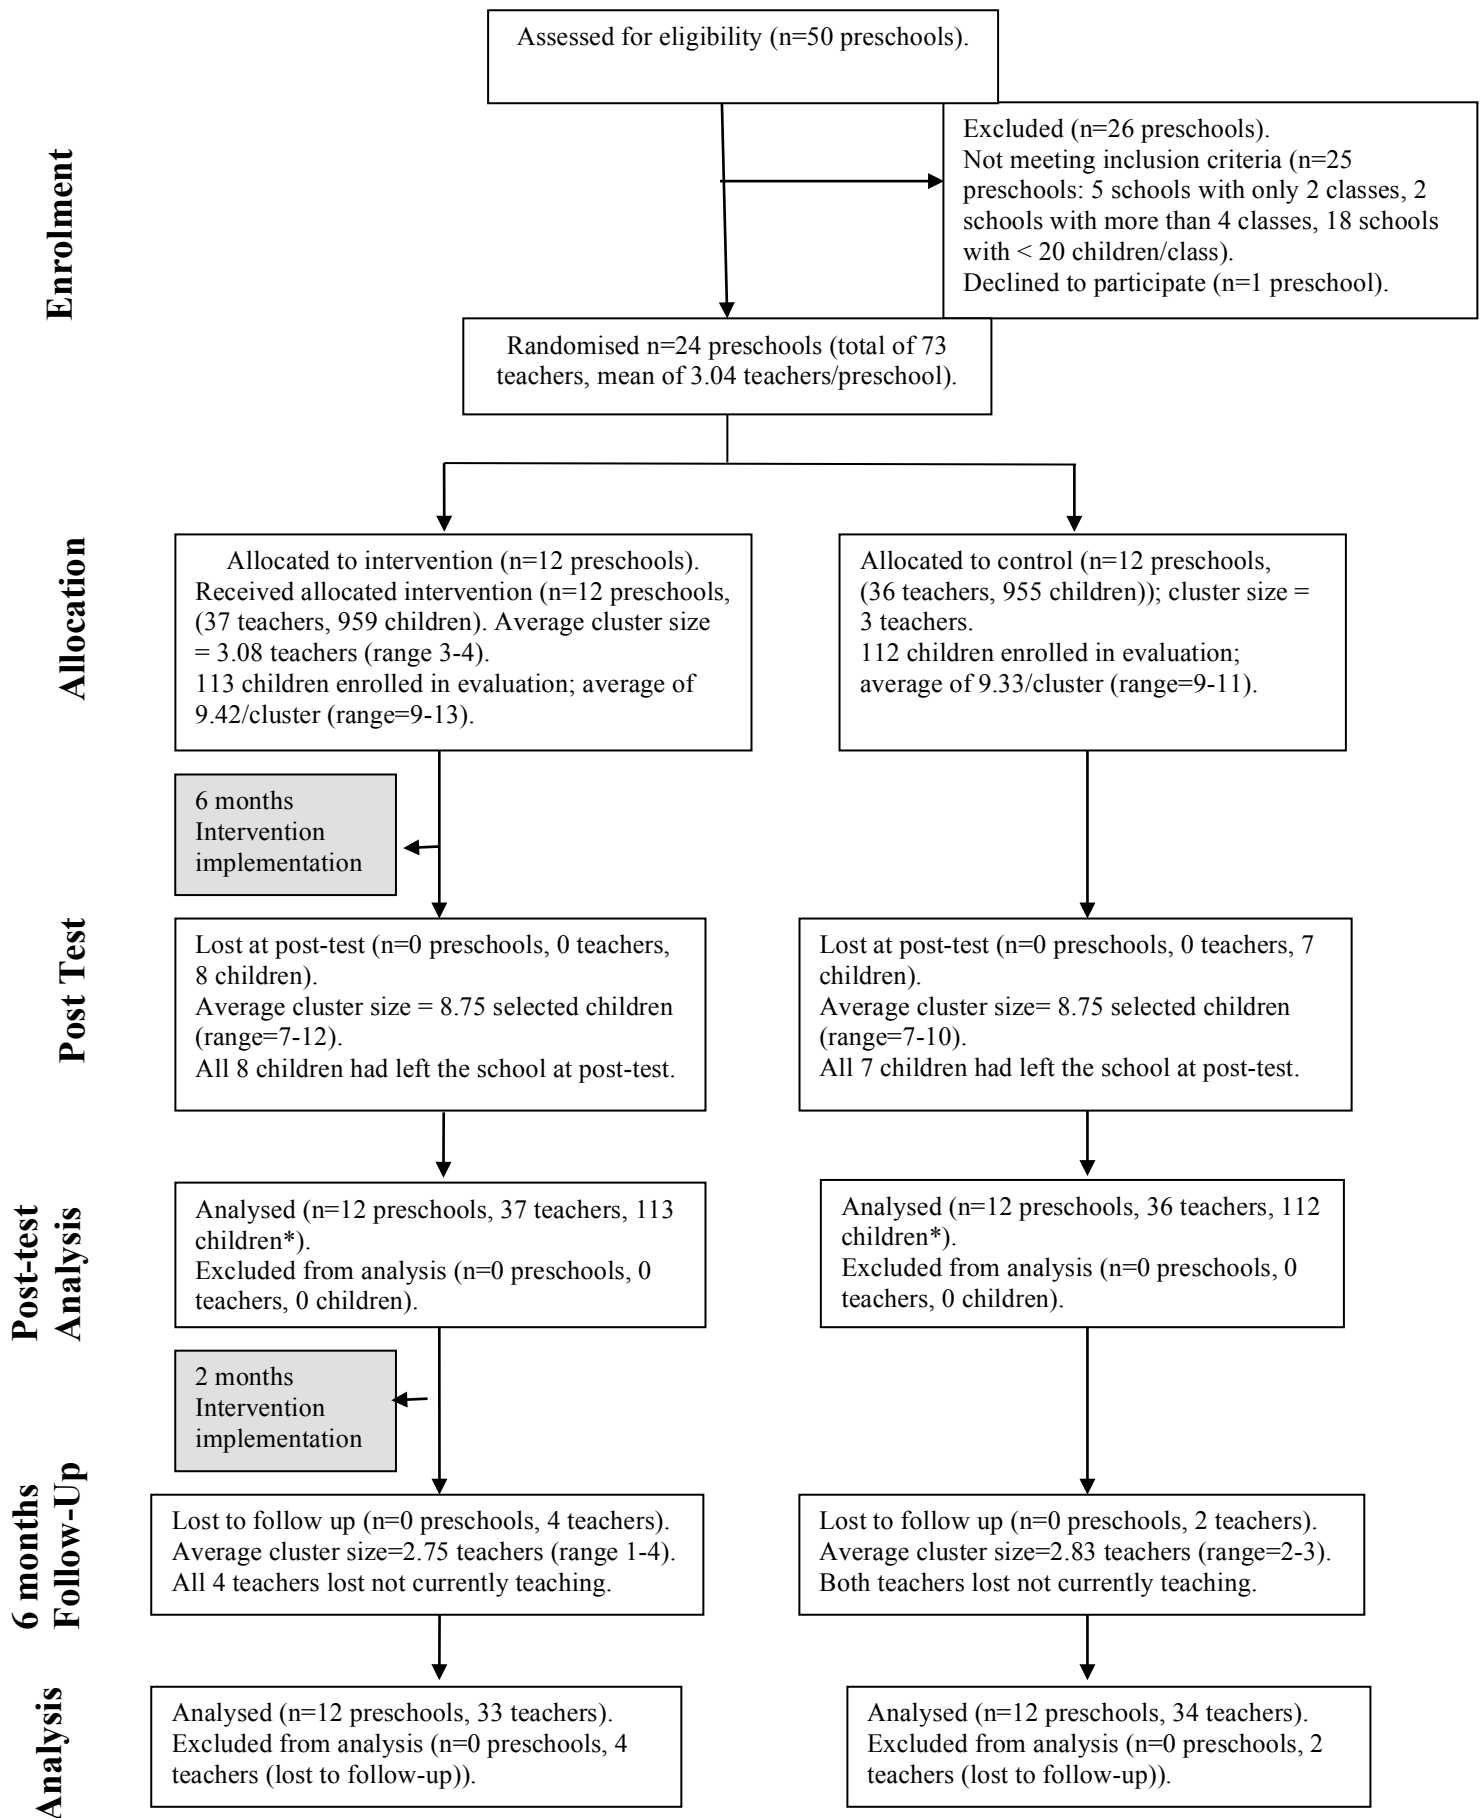 Assessed for eligibility (n=50 preschools).
Enrolment
Excluded (n=26 preschools).
Not meeting inclusion criteria (n=25
preschools: 5 schools with only 2 classes, 2
schools with more than 4 classes, 18 schools
with < 20 children/class).
Declined to participate (n=1 preschool).
Randomised n=24 preschools (total of 73
teachers, mean of 3.04 teachers/preschool).
Allocation
Allocated to intervention (n=12 preschools).
Received allocated intervention (n=12 preschools,
(37 teachers, 959 children). Average cluster size
= 3.08 teachers (range 3-4).
113 children enrolled in evaluation; average of
9.42/cluster (range=9-13).
Allocated to control (n=12 preschools,
(36 teachers, 955 children)); cluster size =
3 teachers.
112 children enrolled in evaluation;
average of 9.33/cluster (range=9-11).
6 months
Intervention
implementation
Post Test
Lost at post-test (n=0 preschools, 0 teachers,
8 children).
Average cluster size = 8.75 selected children
(range=7-12).
All 8 children had left the school at post-test.
Lost at post-test (n=0 preschools, 0 teachers, 7
children).
Average cluster size= 8.75 selected children
(range=7-10).
All 7 children had left the school at post-test.
Post-test
Analysis
Analysed (n=12 preschools, 37 teachers, 113
children*).
Excluded from analysis (n=0 preschools, 0
teachers, 0 children).
Analysed (n=12 preschools, 36 teachers, 112
children*).
Excluded from analysis (n=0 preschools, 0
teachers, 0 children).
2 months
Intervention
implementation
6 months
Follow-Up
Lost to follow up (n=0 preschools, 4 teachers).
Average cluster size=2.75 teachers (range 1-4).
All 4 teachers lost not currently teaching.
Lost to follow up (n=0 preschools, 2 teachers).
Average cluster size=2.83 teachers (range=2-3).
Both teachers lost not currently teaching.
Analysis
Analysed (n=12 preschools, 33 teachers).
Excluded from analysis (n=0 preschools, 4
teachers (lost to follow-up)).
Analysed (n=12 preschools, 34 teachers).
Excluded from analysis (n=0 preschools, 2
teachers (lost to follow-up)).